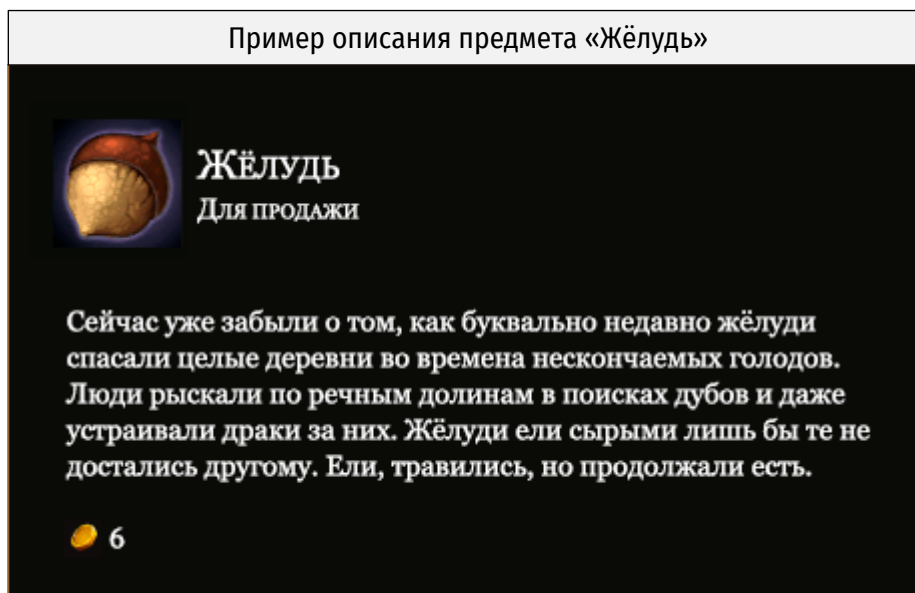 Пример описания предмета «Жёлудь»
Жёлудь
Для продажи
Сейчас уже забыли о том, как буквально недавно жёлуди
спасали целые деревни во времена нескончаемых голодов.
Люди рыскали по речным долинам в поисках дубов и даже
устраивали драки за них. Жёлуди ели сырыми лишь бы те не
достались другому. Ели, травились, но продолжали есть.
6